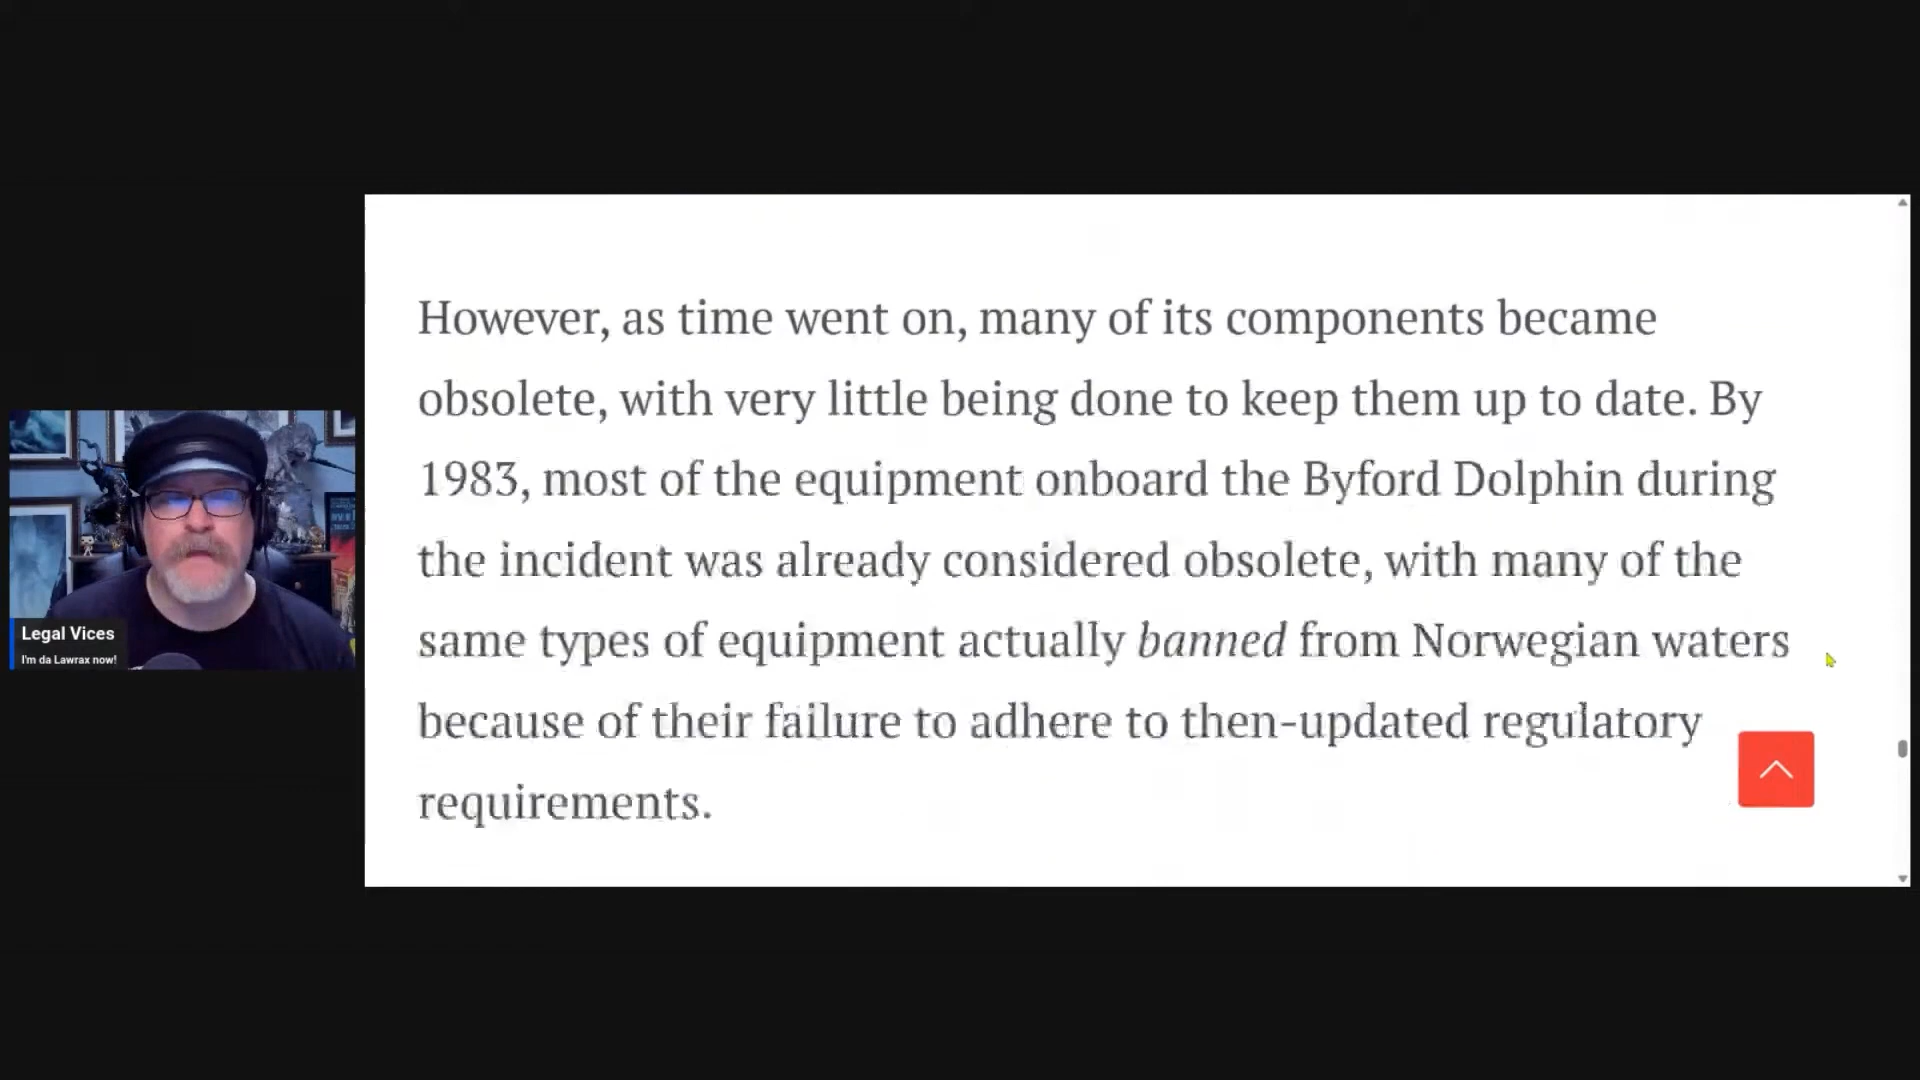 However, as time went on, many of its components became
obsolete, with very little being done to keep them up to date. By
1983, most of the equipment onboard the Byford Dolphin during
the incident was already considered obsolete, with many of the
same types of equipment actually banned from Norwegian waters
because of their failure to adhere to then-updated regulatory
requirements.
Legal Vices
I'm da Lawrax now!